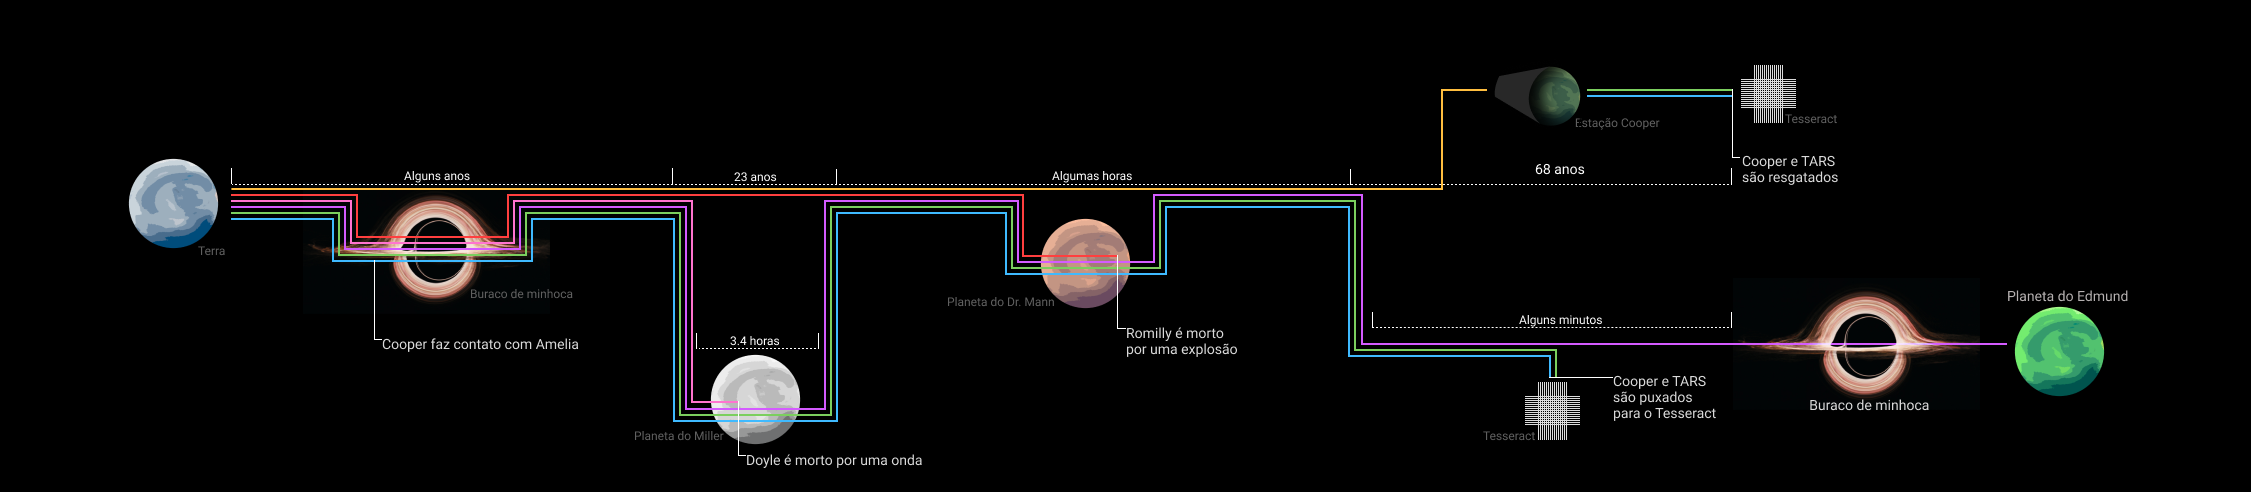 Estação Cooper
Tesseract
Cooper e TARS
são resgatados
Alguns anos
23 anos
Algumas horas
68 anos
Terra
Buraco de minhoca
Cooper faz contato com Amelia
3.4 horas
Planeta do Miller
Doyle é morto por uma onda
Planeta do Dr. Mann
Romilly é morto
por uma explosão
Alguns minutos
Cooper e TARS
são puxados
para o Tesseract
Tesseract
Buraco de minhoca
Planeta do Edmund